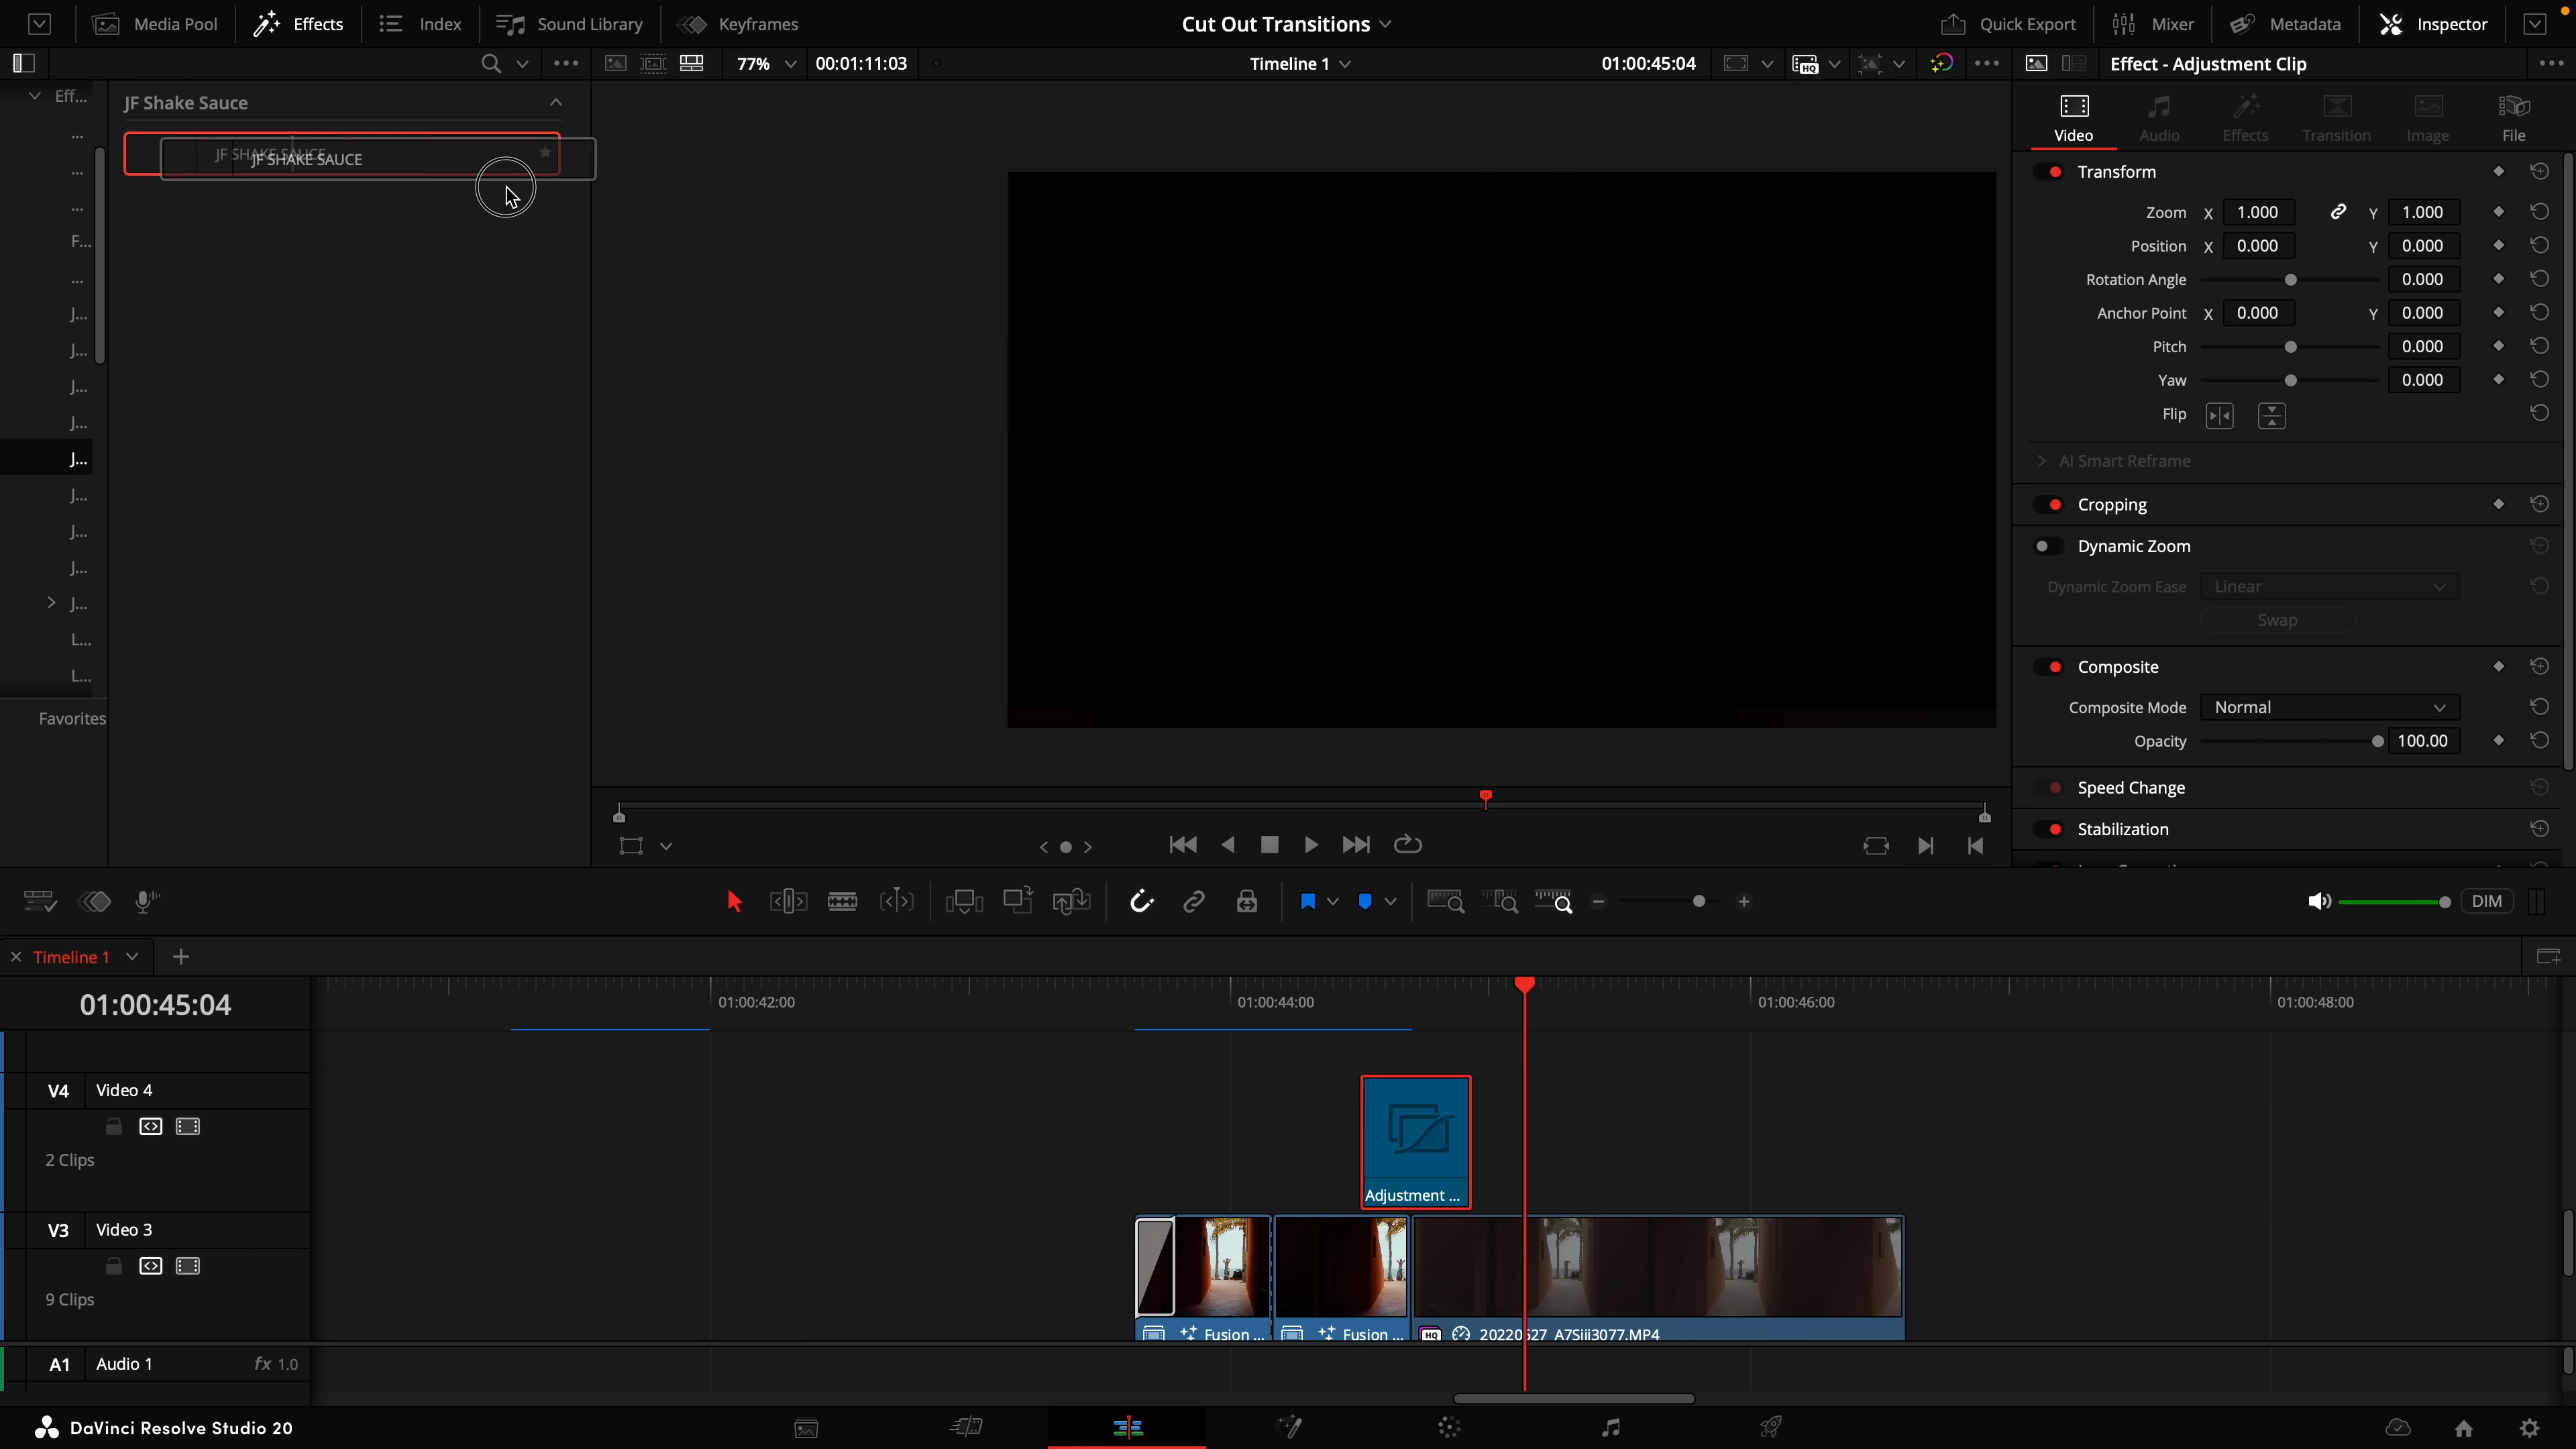 Media Pool
Effects
Index
Sound Library
Keyframes
Cut Out Transitions
Quick Export
Mixer
Metadata
Inspector
77%
00:01:11:03
Timeline 1
01:00:45:04
Effect - Adjustment Clip
Eff...
...
...
...
F...
...
J...
J...
J...
J...
J...
J...
J...
J...
J...
L...
L...
Favorites
JF Shake Sauce
JF SHAKE SAUCE
JF SHAKE SAUCE
Video
Audio
Effects
Transition
Image
File
Transform
Zoom X 1.000 Y 1.000
Position X 0.000 Y 0.000
Rotation Angle 0.000
Anchor Point X 0.000 Y 0.000
Pitch 0.000
Yaw 0.000
Flip
AI Smart Reframe
Cropping
Dynamic Zoom
Dynamic Zoom Ease Linear
Swap
Composite
Composite Mode Normal
Opacity 100.00
Speed Change
Stabilization
DIM
Timeline 1
01:00:45:04
01:00:42:00
01:00:44:00
01:00:46:00
01:00:48:00
V4 Video 4
2 Clips
Adjustment ...
V3 Video 3
9 Clips
Fusion ...
Fusion ...
HQ
A1 Audio 1 fx 1.0
DaVinci Resolve Studio 20